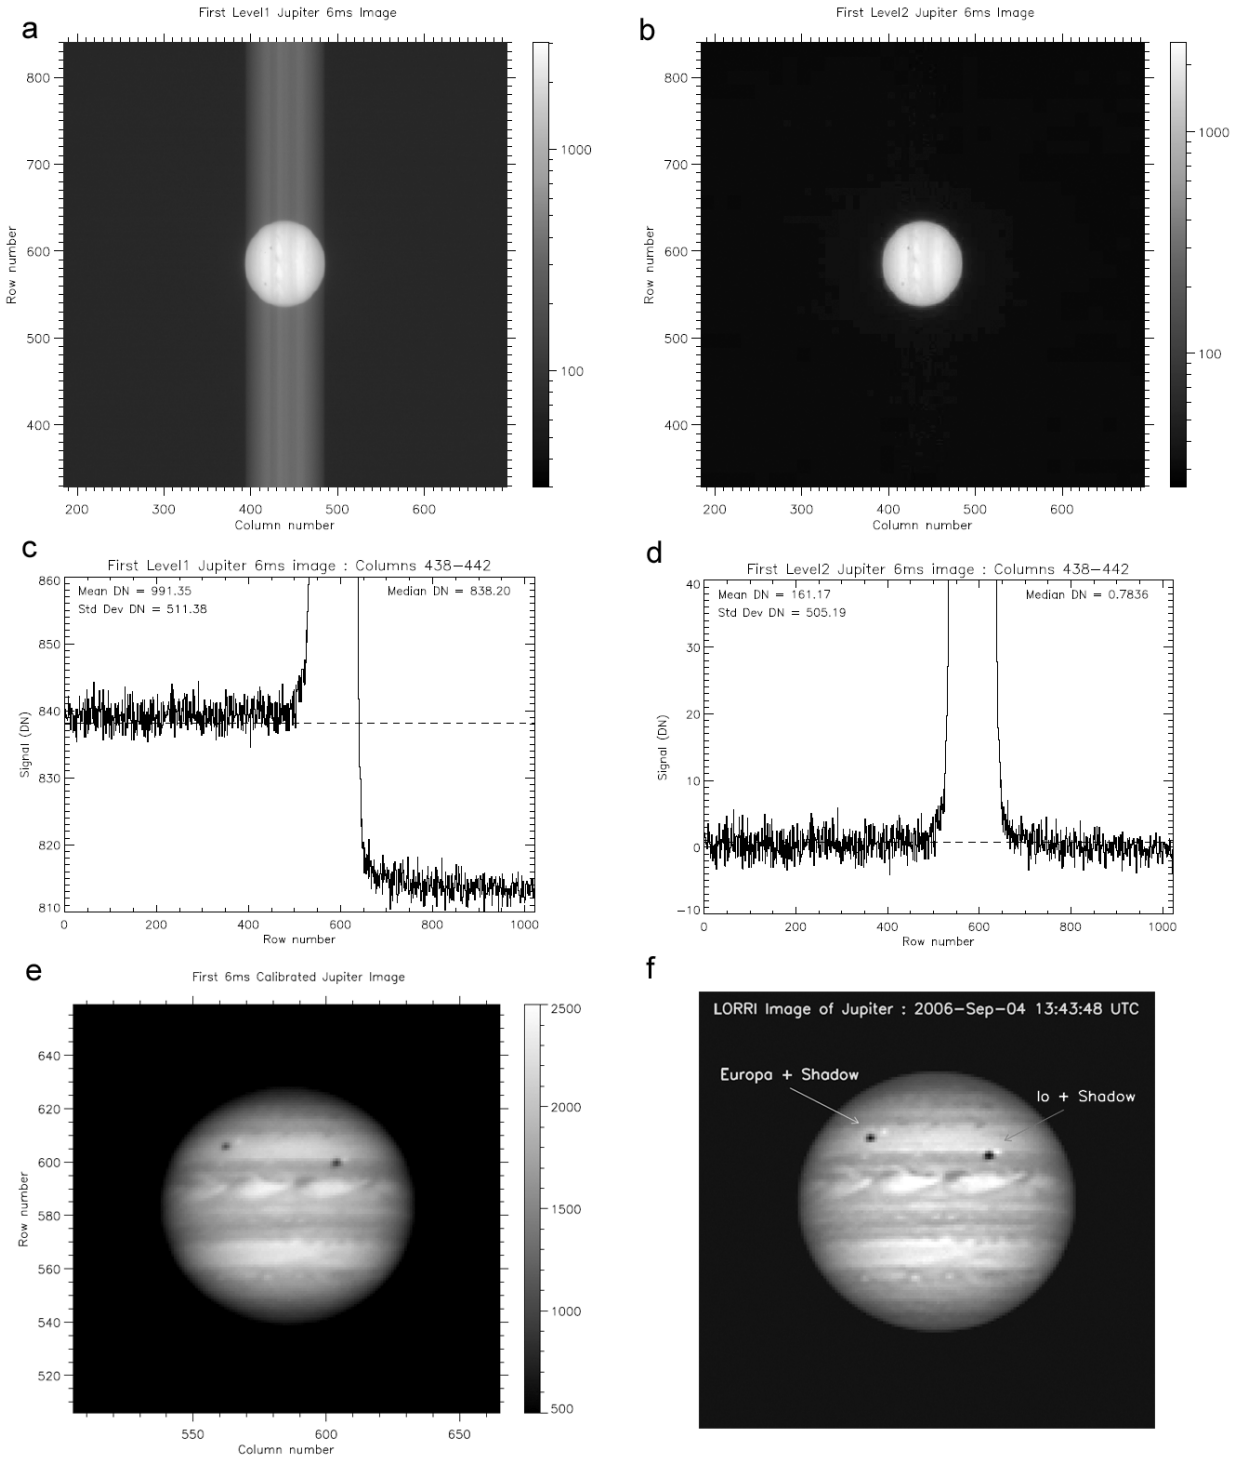 a
First Level1 Jupiter 6ms Image
800
700
600
500
400
Row number
200 300 400 500 600
Column number
1000
100
b
First Level2 Jupiter 6ms Image
800
700
600
500
400
Row number
200 300 400 500 600
Column number
1000
100
c
First Level1 Jupiter 6ms image : Columns 438-442
Mean DN = 991.35
Std Dev DN = 511.38
Median DN = 838.20
860
850
840
830
820
810
Signal (DN)
0 200 400 600 800 1000
Row number
d
First Level2 Jupiter 6ms image : Columns 438-442
Mean DN = 161.17
Std Dev DN = 505.19
Median DN = 0.7836
40
30
20
10
0
-10
Signal (DN)
0 200 400 600 800 1000
Row number
e
First 6ms Calibrated Jupiter Image
640
620
600
580
560
540
520
Row number
550 600 650
Column number
2500
2000
1500
1000
500
f
LORRI Image of Jupiter : 2006-Sep-04 13:43:48 UTC
Europa + Shadow
Io + Shadow